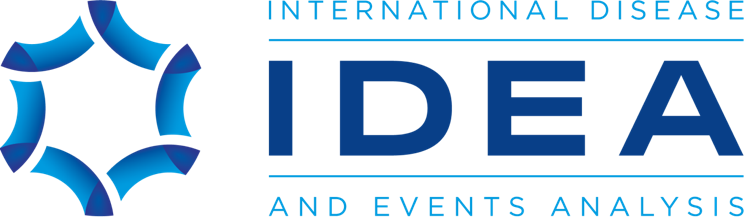 INTERNATIONAL DISEASE
IDEA
AND EVENTS ANALYSIS